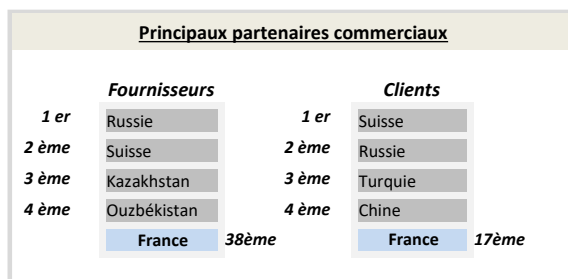 Principaux partenaires commerciaux
Fournisseurs Clients
1 er Russie 1 er Suisse
2 ème Suisse 2 ème Russie
3 ème Kazakhstan 3 ème Turquie
4 ème Ouzbékistan 4 ème Chine
France 38ème France 17ème